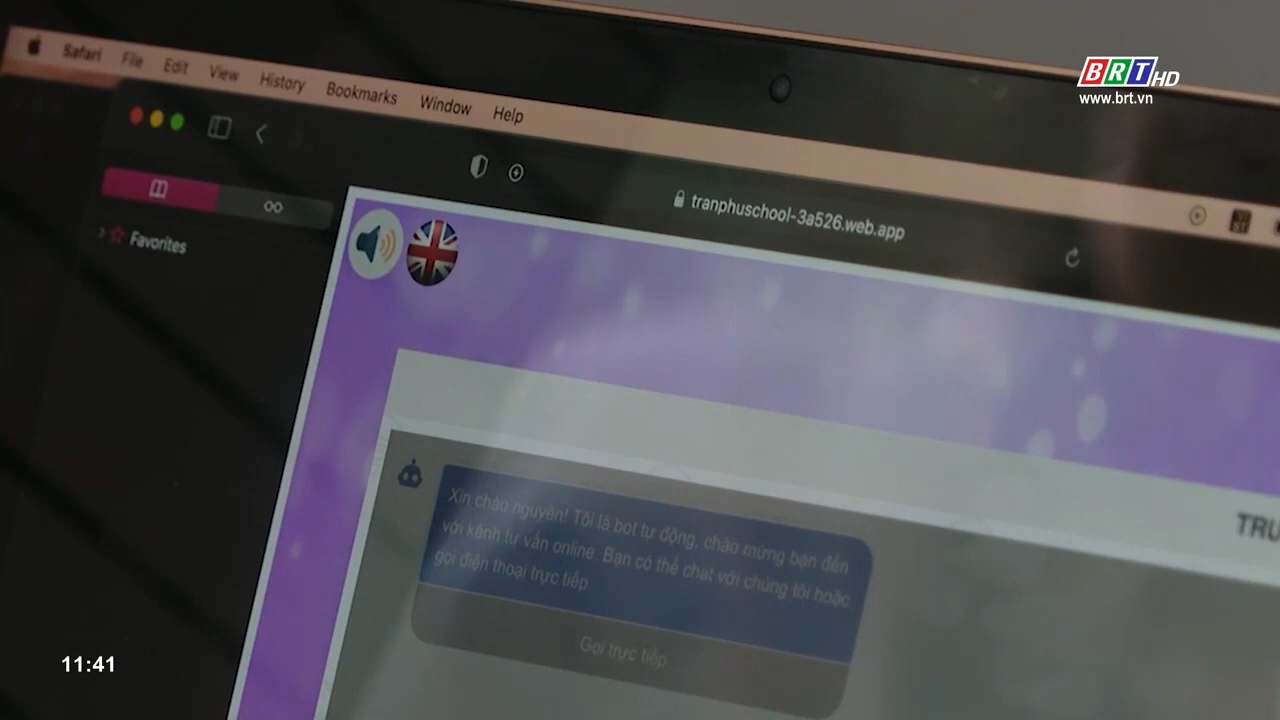 BRT HD
www.brt.vn
Safari File Edit View History Bookmarks Window Help
tranphuschool-3a526.web.app
Favorites
TRƯ
Xin chào nguyên! Tôi là bot tự động, chào mừng bạn đến
với kênh tư vấn online. Bạn có thể chat với chúng tôi hoặc
gọi điện thoại trực tiếp
Gọi trực tiếp
11:41